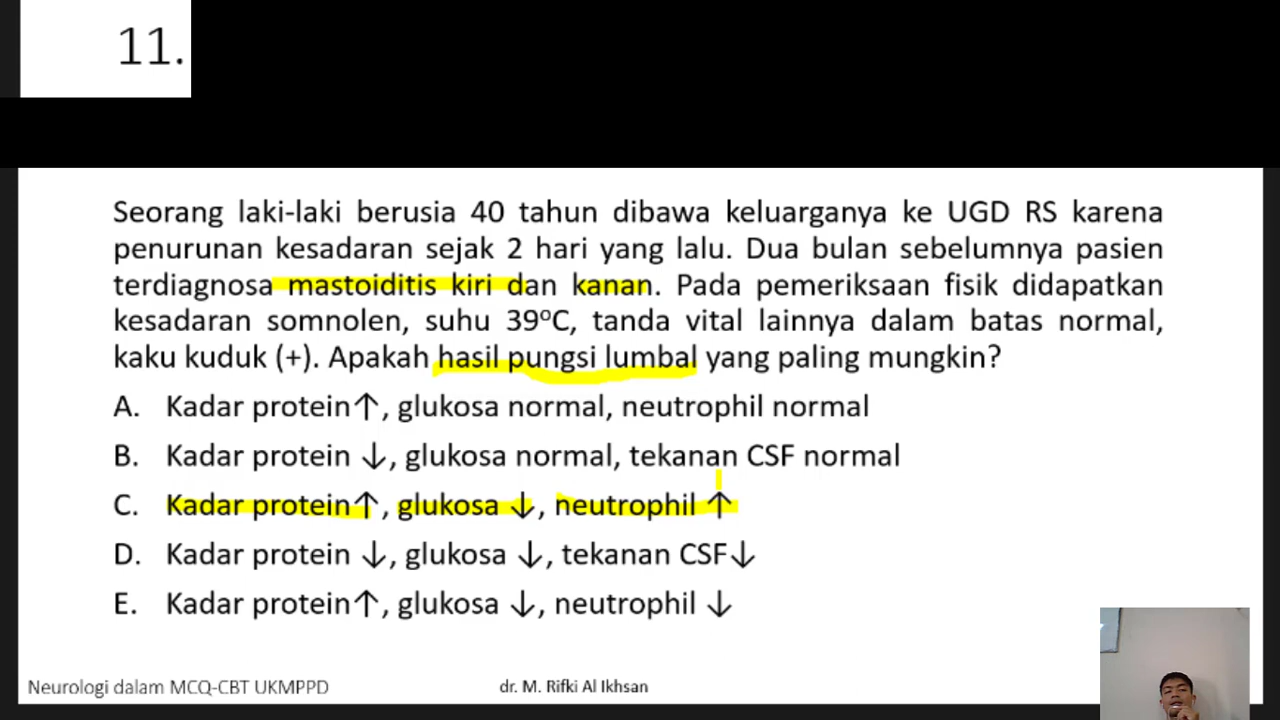 11.
Seorang laki-laki berusia 40 tahun dibawa keluarganya ke UGD RS karena
penurunan kesadaran sejak 2 hari yang lalu. Dua bulan sebelumnya pasien
terdiagnosa mastoiditis kiri dan kanan. Pada pemeriksaan fisik didapatkan
kesadaran somnolen, suhu 39°C, tanda vital lainnya dalam batas normal,
kaku kuduk (+). Apakah hasil pungsi lumbal yang paling mungkin?
A. Kadar protein↑, glukosa normal, neutrophil normal
B. Kadar protein ↓, glukosa normal, tekanan CSF normal
C. Kadar protein↑, glukosa ↓, neutrophil ↑
D. Kadar protein ↓, glukosa ↓, tekanan CSF↓
E. Kadar protein↑, glukosa ↓, neutrophil ↓
Neurologi dalam MCQ-CBT UKMPPD
dr. M. Rifki Al Ikhsan